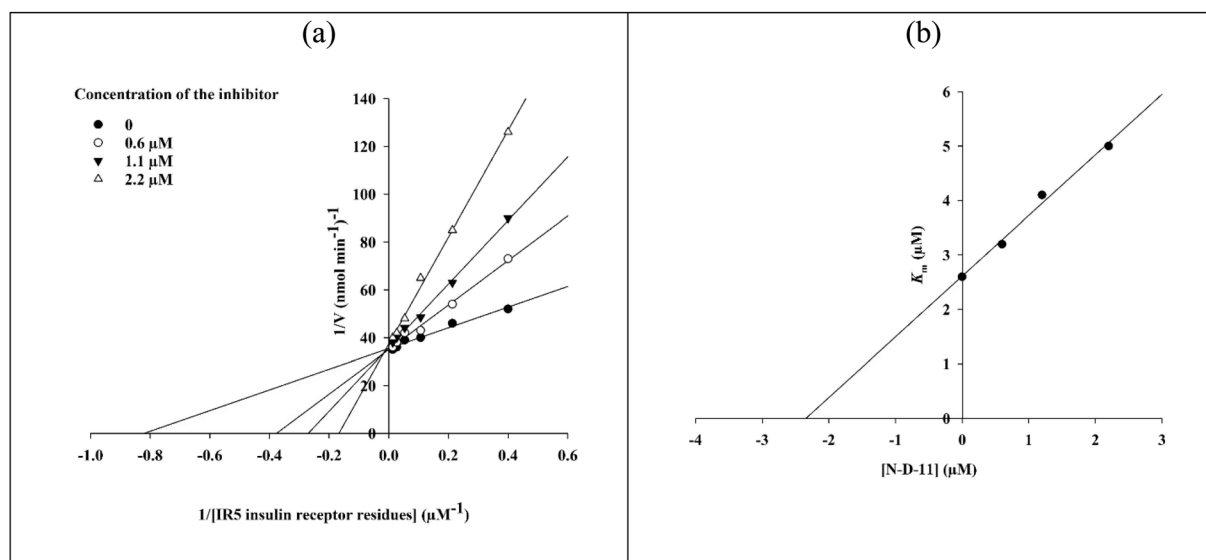 (a)
Concentration of the inhibitor
0
0.6 µM
1.1 µM
2.2 µM
1/V (nmol min⁻¹)⁻¹
140
120
100
80
60
40
20
0
-1.0 -0.8 -0.6 -0.4 -0.2 0.0 0.2 0.4 0.6
1/[IR5 insulin receptor residues] (µM⁻¹)
(b)
Kₘ (µM)
6
5
4
3
2
1
0
-4 -3 -2 -1 0 1 2 3
[N-D-11] (µM)